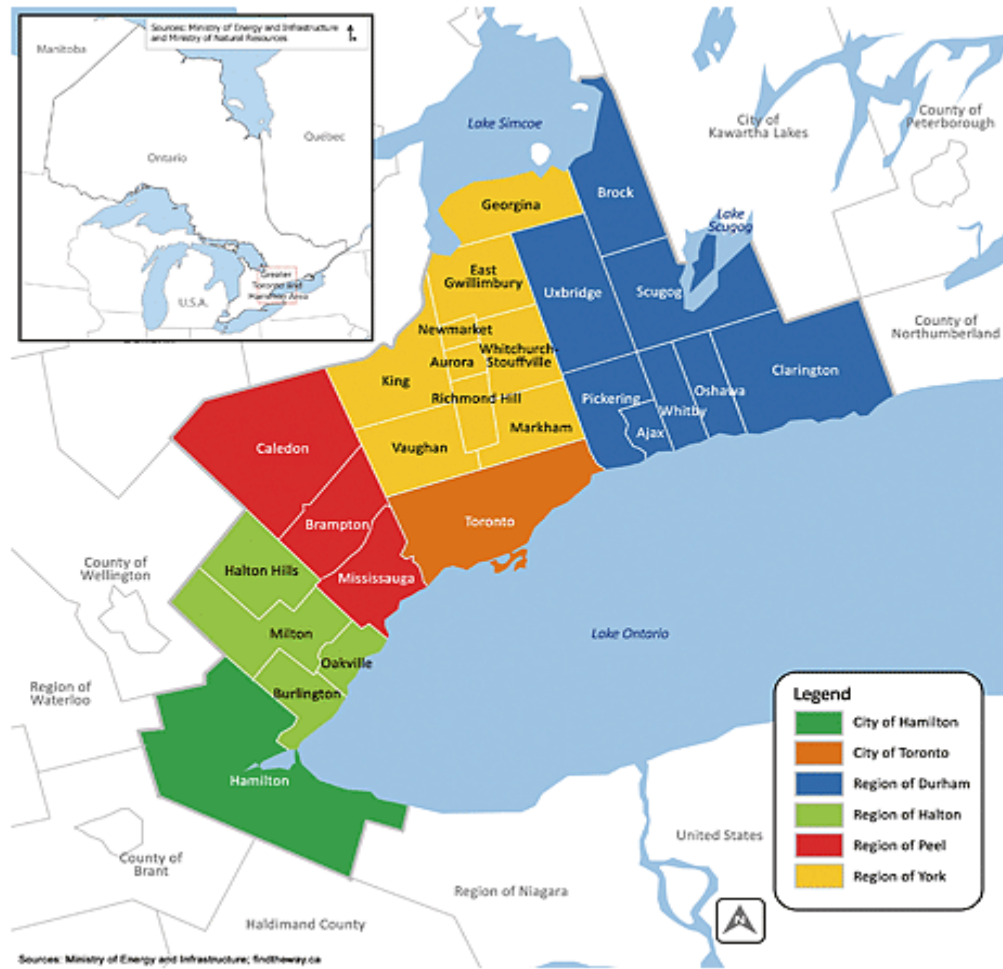 Sources: Ministry of Energy and Infrastructure
and Ministry of Natural Resources
Manitoba
Ontario
Québec
U.S.A.
Greater
Toronto and
Hamilton Area
Lake Simcoe
City of
Kawartha Lakes
County of
Peterborough
Brock
Georgina
Lake
Scugog
East
Gwillimbury
Uxbridge
Scugog
County of
Northumberland
Newmarket
Whitchurch-
Stouffville
Aurora
King
Clarington
Richmond Hill
Pickering
Oshawa
Whitby
Ajax
Markham
Vaughan
Caledon
Brampton
Toronto
County of
Wellington
Halton Hills
Mississauga
Milton
Lake Ontario
Oakville
Region of
Waterloo
Burlington
Hamilton
County of
Brant
United States
Region of Niagara
Haldimand County
Legend
City of Hamilton
City of Toronto
Region of Durham
Region of Halton
Region of Peel
Region of York
N
Sources: Ministry of Energy and Infrastructure; findtheway.ca